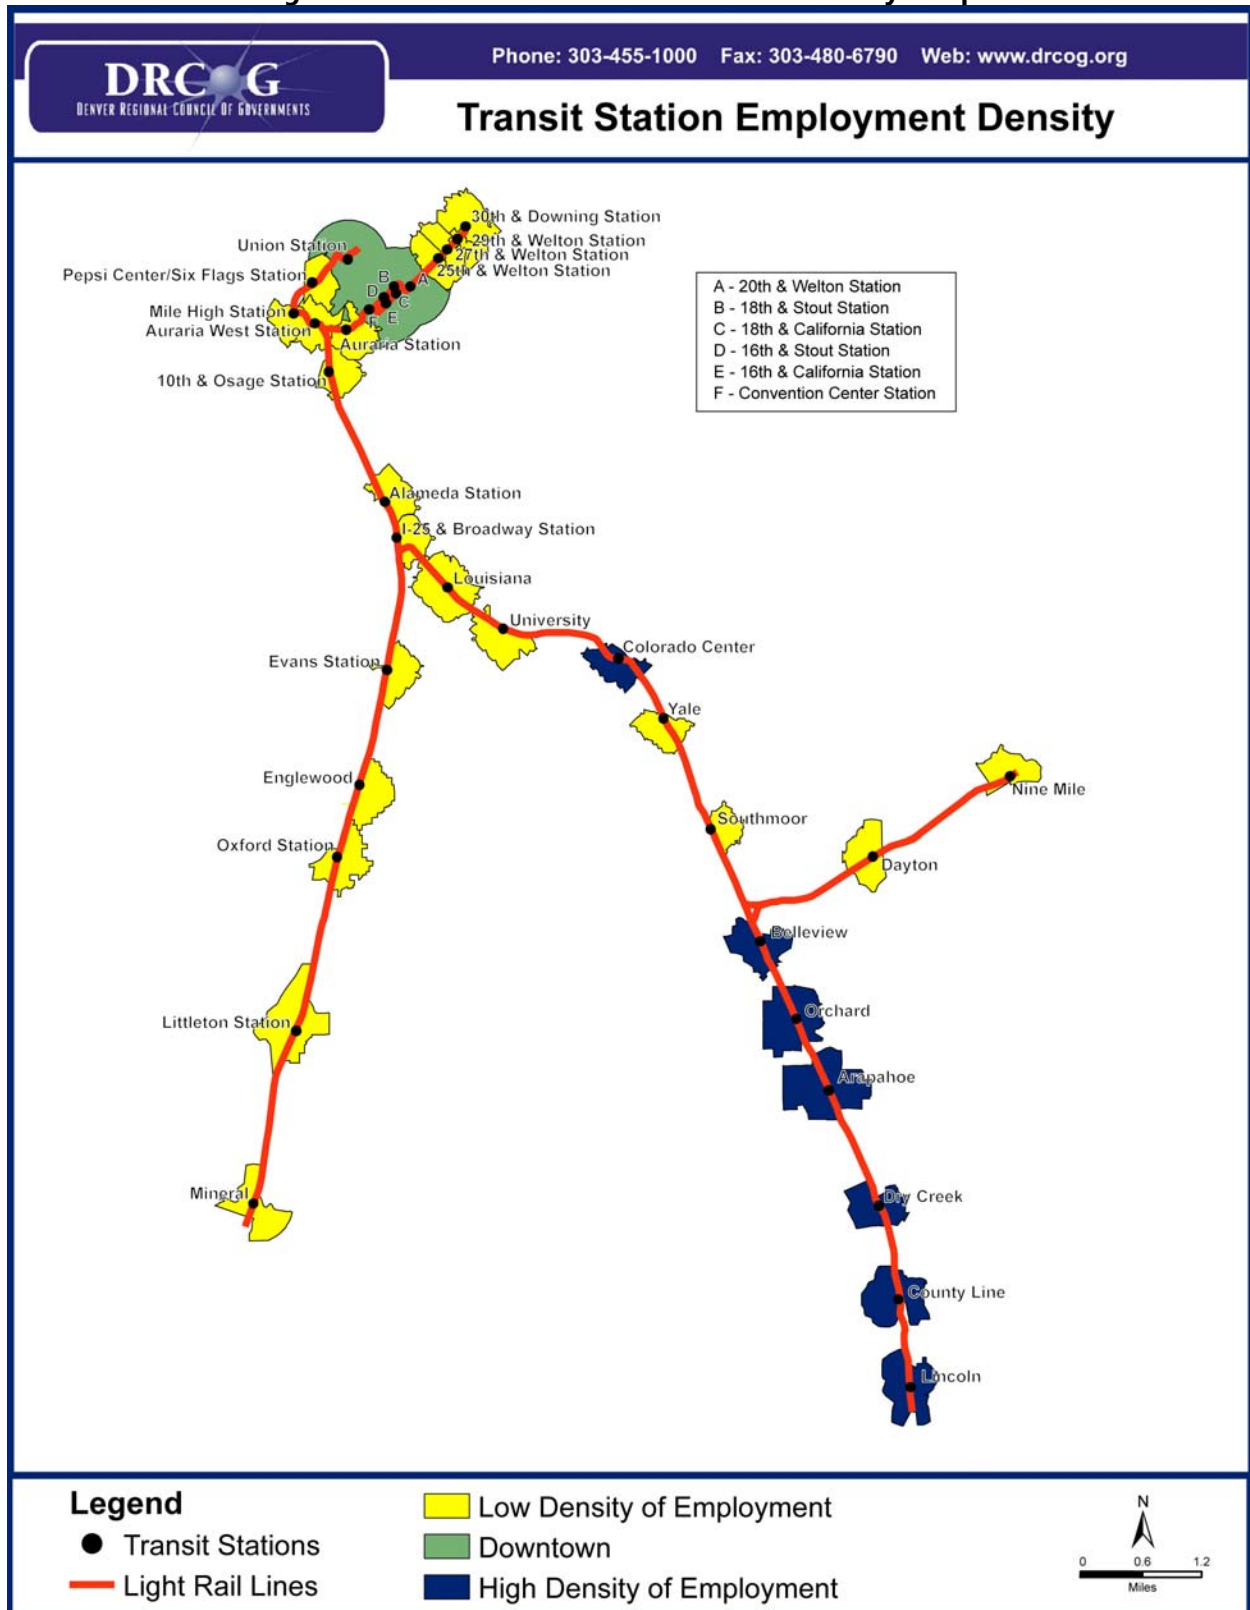 Phone: 303-455-1000 Fax: 303-480-6790 Web: www.drcog.org
DRCOG
DENVER REGIONAL COUNCIL OF GOVERNMENTS
Transit Station Employment Density
30th & Downing Station
29th & Welton Station
27th & Welton Station
25th & Welton Station
Union Station
Pepsi Center/Six Flags Station
Mile High Station
Auraria West Station
Auraria Station
10th & Osage Station
A
B
C
D
E
F
A - 20th & Welton Station
B - 18th & Stout Station
C - 18th & California Station
D - 16th & Stout Station
E - 16th & California Station
F - Convention Center Station
Alameda Station
I-25 & Broadway Station
Louisiana
University
Colorado Center
Evans Station
Yale
Englewood
Nine Mile
Southmoor
Oxford Station
Dayton
Belleview
Orchard
Littleton Station
Arapahoe
Mineral
Dry Creek
County Line
Lincoln
Legend
Transit Stations
Light Rail Lines
Low Density of Employment
Downtown
High Density of Employment
N
0 0.6 1.2
Miles